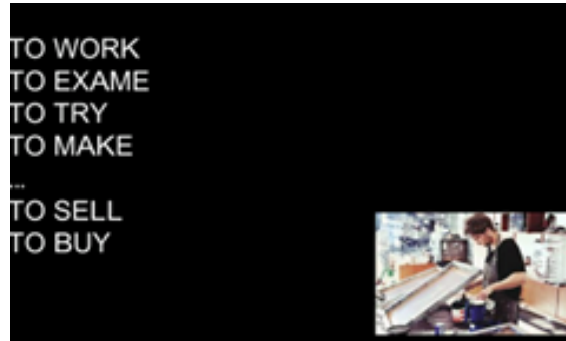 TO WORK
TO EXAME
TO TRY
TO MAKE
...
TO SELL
TO BUY